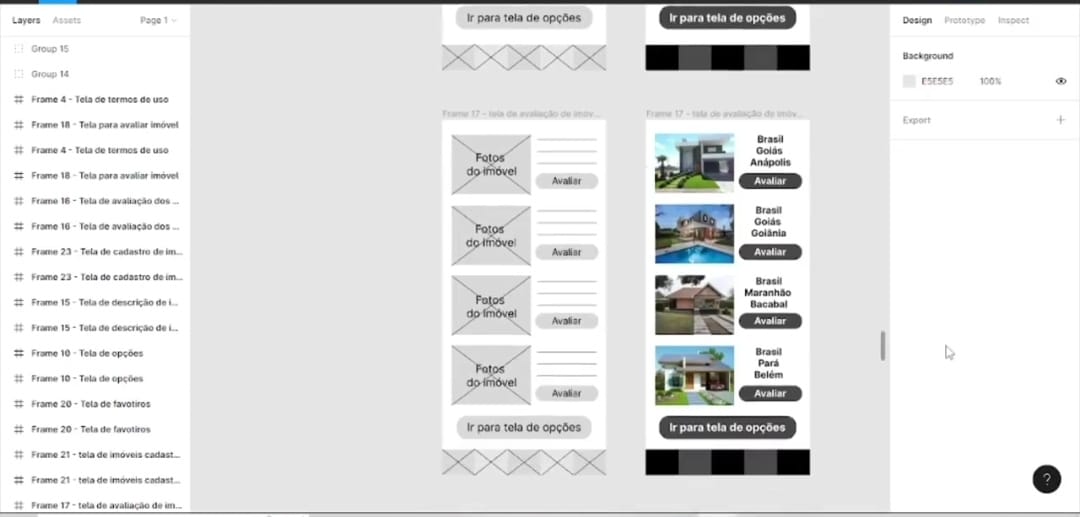 Layers Assets Page 1
Group 15
Group 14
Frame 4 - Tela de termos de uso
Frame 18 - Tela para avaliar imóvel
Frame 4 - Tela de termos de uso
Frame 18 - Tela para avaliar imóvel
Frame 16 - Tela de avaliação dos ...
Frame 16 - Tela de avaliação dos ...
Frame 23 - Tela de cadastro de im...
Frame 23 - Tela de cadastro de im...
Frame 15 - Tela de descrição de i...
Frame 15 - Tela de descrição de i...
Frame 10 - Tela de opções
Frame 10 - Tela de opções
Frame 20 - Tela de favotiros
Frame 20 - Tela de favotiros
Frame 21 - tela de imóveis cadast...
Frame 21 - tela de imóveis cadast...
Frame 17 - tela de avaliação de im...
Ir para tela de opções
Frame 17 - tela de avaliação de imóv...
Fotos
do imóvel
Avaliar
Fotos
do imóvel
Avaliar
Fotos
do imóvel
Avaliar
Fotos
do imóvel
Avaliar
Ir para tela de opções
Ir para tela de opções
Frame 17 - tela de avaliação de imóv...
Brasil
Goiás
Anápolis
Avaliar
Brasil
Goiás
Goiânia
Avaliar
Brasil
Maranhão
Bacabal
Avaliar
Brasil
Pará
Belém
Avaliar
Ir para tela de opções
Design Prototype Inspect
Background
E5E5E5 100%
Export +
?